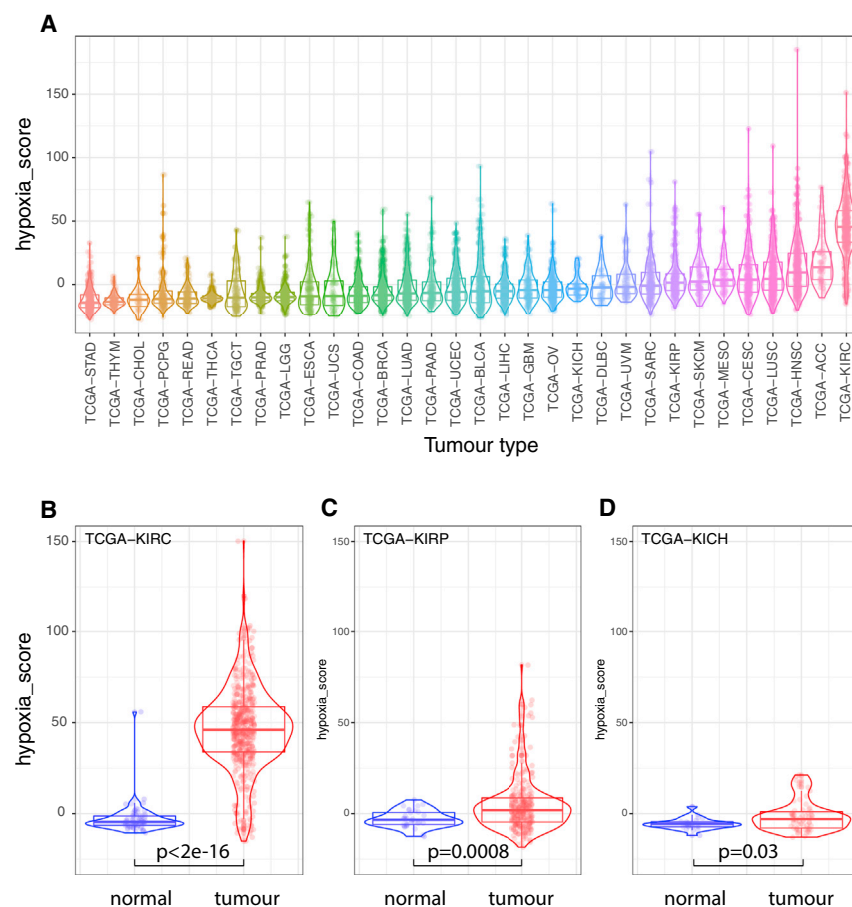 A
hypoxia_score
150
100
50
0
TCGA−STAD
TCGA−THYM
TCGA−CHOL
TCGA−PCPG
TCGA−READ
TCGA−THCA
TCGA−TGCT
TCGA−PRAD
TCGA−LGG
TCGA−ESCA
TCGA−UCS
TCGA−COAD
TCGA−BRCA
TCGA−LUAD
TCGA−PAAD
TCGA−UCEC
TCGA−BLCA
TCGA−LIHC
TCGA−GBM
TCGA−OV
TCGA−KICH
TCGA−DLBC
TCGA−UVM
TCGA−SARC
TCGA−KIRP
TCGA−SKCM
TCGA−MESO
TCGA−CESC
TCGA−LUSC
TCGA−HNSC
TCGA−ACC
TCGA−KIRC
Tumour type
B
TCGA−KIRC
hypoxia_score
150
100
50
0
p<2e-16
normal tumour
C
TCGA−KIRP
hypoxia_score
150
100
50
0
p=0.0008
normal tumour
D
TCGA−KICH
hypoxia_score
150
100
50
0
p=0.03
normal tumour